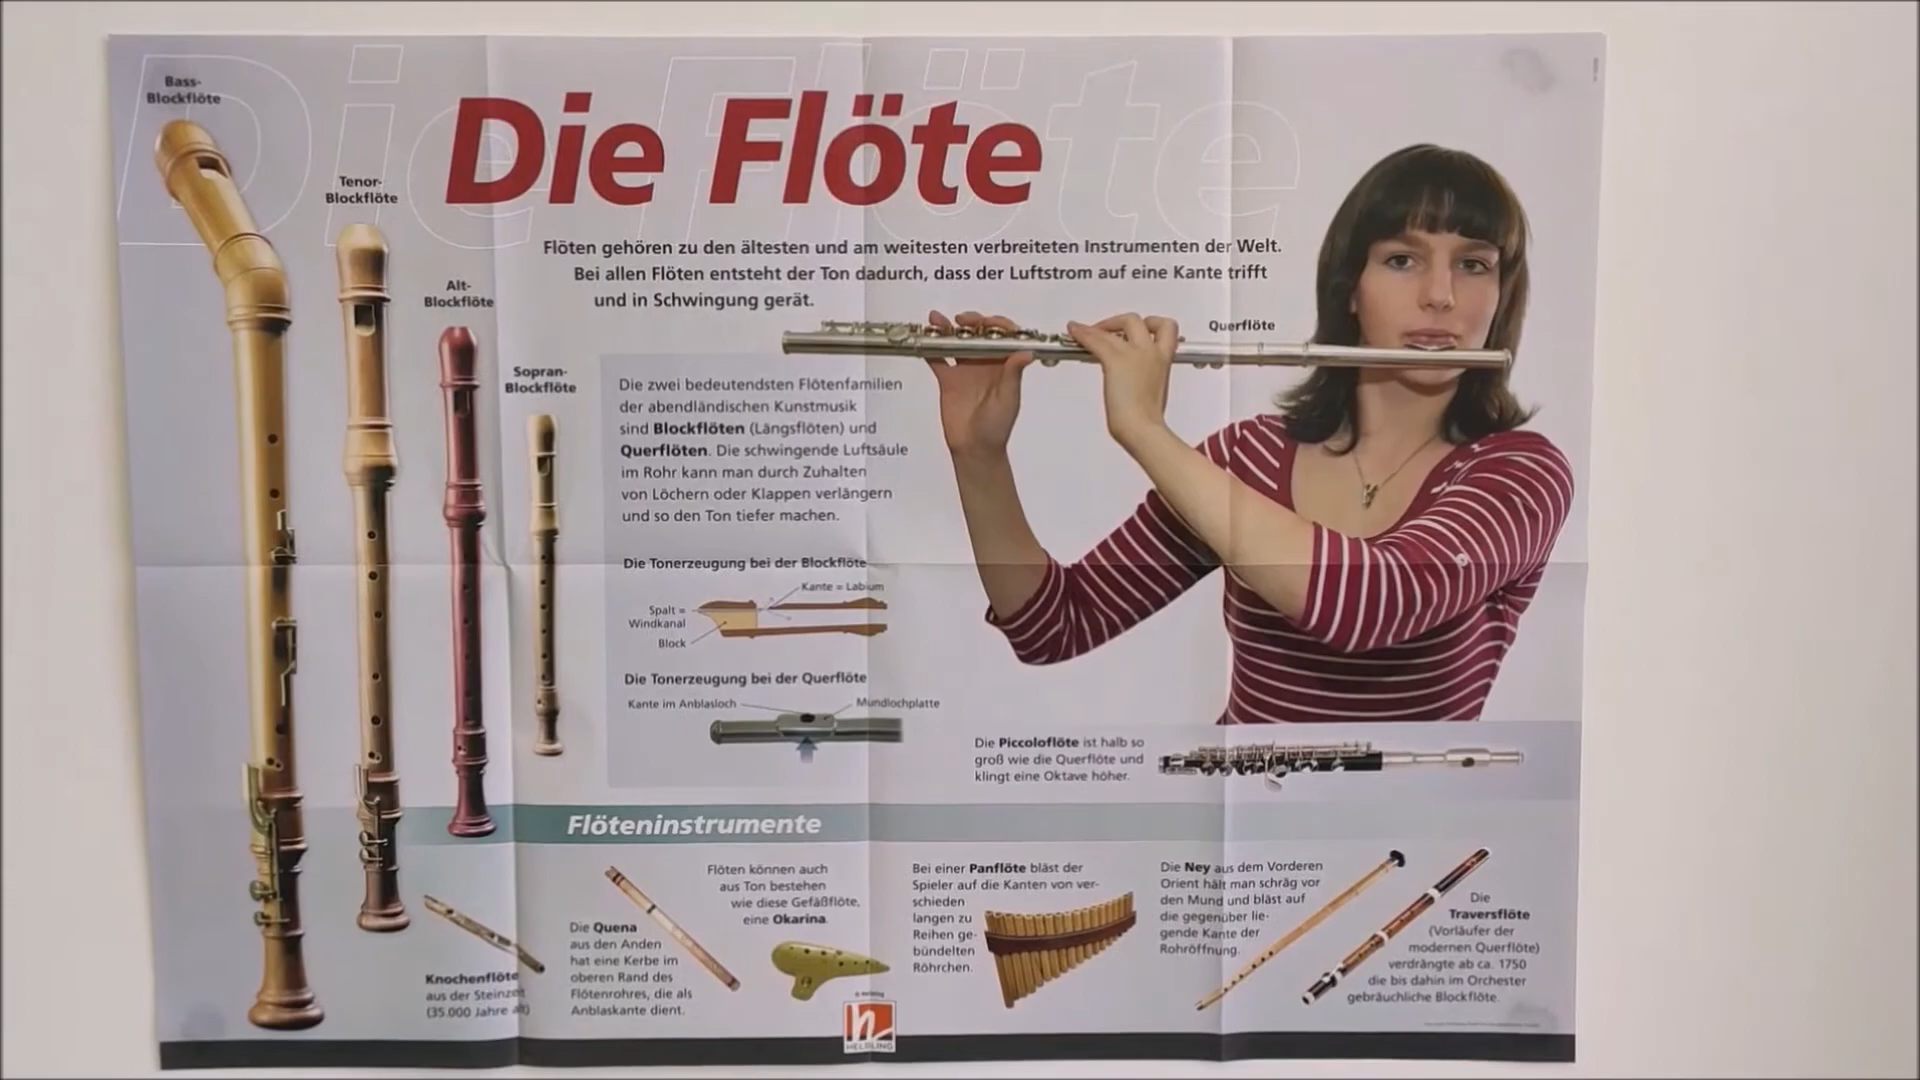 Die Flöte
Bass-
Blockflöte
Tenor-
Blockflöte
Alt-
Blockflöte
Sopran-
Blockflöte
Flöten gehören zu den ältesten und am weitesten verbreiteten Instrumenten der Welt.
Bei allen Flöten entsteht der Ton dadurch, dass der Luftstrom auf eine Kante trifft
und in Schwingung gerät.
Querflöte
Die zwei bedeutendsten Flötenfamilien
der abendländischen Kunstmusik
sind Blockflöten (Längsflöten) und
Querflöten. Die schwingende Luftsäule
im Rohr kann man durch Zuhalten
von Löchern oder Klappen verlängern
und so den Ton tiefer machen.
Die Tonerzeugung bei der Blockflöte
Kante = Labium
Spalt =
Windkanal
Block
Die Tonerzeugung bei der Querflöte
Kante im Anblasloch
Mundlochplatte
Die Piccoloflöte ist halb so
groß wie die Querflöte und
klingt eine Oktave höher.
Flöteninstrumente
Knochenflöte
aus der Steinzeit
(35.000 Jahre alt)
Die Quena
aus den Anden
hat eine Kerbe im
oberen Rand des
Flötenrohres, die als
Anblaskante dient.
Flöten können auch
aus Ton bestehen
wie diese Gefäßflöte,
eine Okarina.
Bei einer Panflöte bläst der
Spieler auf die Kanten von ver-
schieden
langen zu
Reihen ge-
bündelten
Röhrchen.
Die Ney aus dem Vorderen
Orient hält man schräg vor
den Mund und bläst auf
die gegenüber lie-
gende Kante der
Rohröffnung.
Die
Traversflöte
(Vorläufer der
modernen Querflöte)
verdrängte ab ca. 1750
die bis dahin im Orchester
gebräuchliche Blockflöte.
© Helbling
HELBLING
Die Flöte